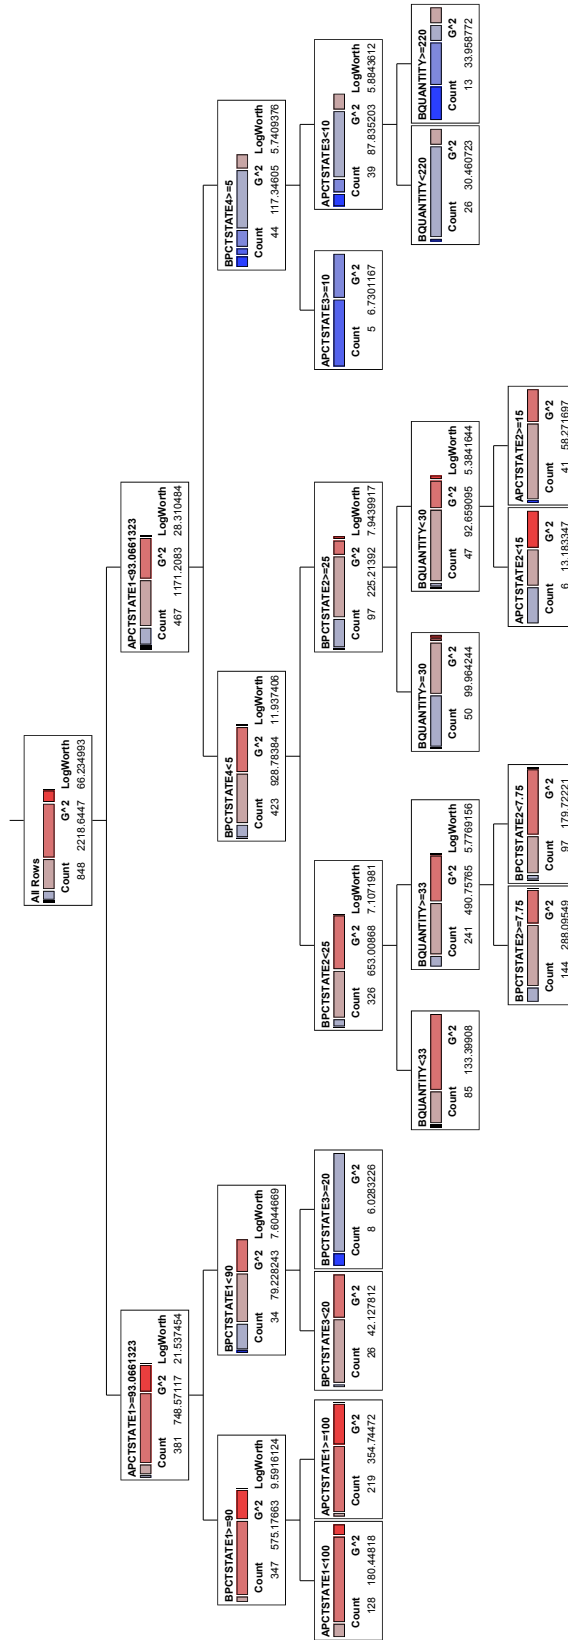 All Rows
Count G^2 LogWorth
848 2218.6447 66.234993
APCTSTATE1>=93.0661323
Count G^2 LogWorth
381 748.57117 21.537454
BPCTSTATE1>=90
Count G^2 LogWorth
347 575.17663 9.5916124
APCTSTATE1<100
Count G^2
128 180.44818
APCTSTATE1>=100
Count G^2
219 354.74472
BPCTSTATE1<90
Count G^2 LogWorth
34 79.228243 7.6044669
BPCTSTATE3<20
Count G^2
26 42.127812
BPCTSTATE3>=20
Count G^2
8 6.0283226
APCTSTATE1<93.0661323
Count G^2 LogWorth
467 1171.2083 28.310484
BPCTSTATE4<5
Count G^2 LogWorth
423 928.78384 11.937406
BPCTSTATE2<25
Count G^2 LogWorth
326 653.00868 7.1071981
BQUANTITY<33
Count G^2
85 133.39908
BQUANTITY>=33
Count G^2 LogWorth
241 490.75765 5.7769156
BPCTSTATE2>=7.75
Count G^2
144 288.09549
BPCTSTATE2<7.75
Count G^2
97 179.72221
BPCTSTATE2>=25
Count G^2 LogWorth
97 225.21392 7.9439917
BQUANTITY>=30
Count G^2
50 99.964244
BQUANTITY<30
Count G^2 LogWorth
47 92.659095 5.3841644
APCTSTATE2<15
Count G^2
6 13.183347
APCTSTATE2>=15
Count G^2
41 58.271697
BPCTSTATE4>=5
Count G^2 LogWorth
44 117.34605 5.7409376
APCTSTATE3>=10
Count G^2
5 6.7301167
APCTSTATE3<10
Count G^2 LogWorth
39 87.835203 5.8843612
BQUANTITY<220
Count G^2
26 30.460723
BQUANTITY>=220
Count G^2
13 33.958772